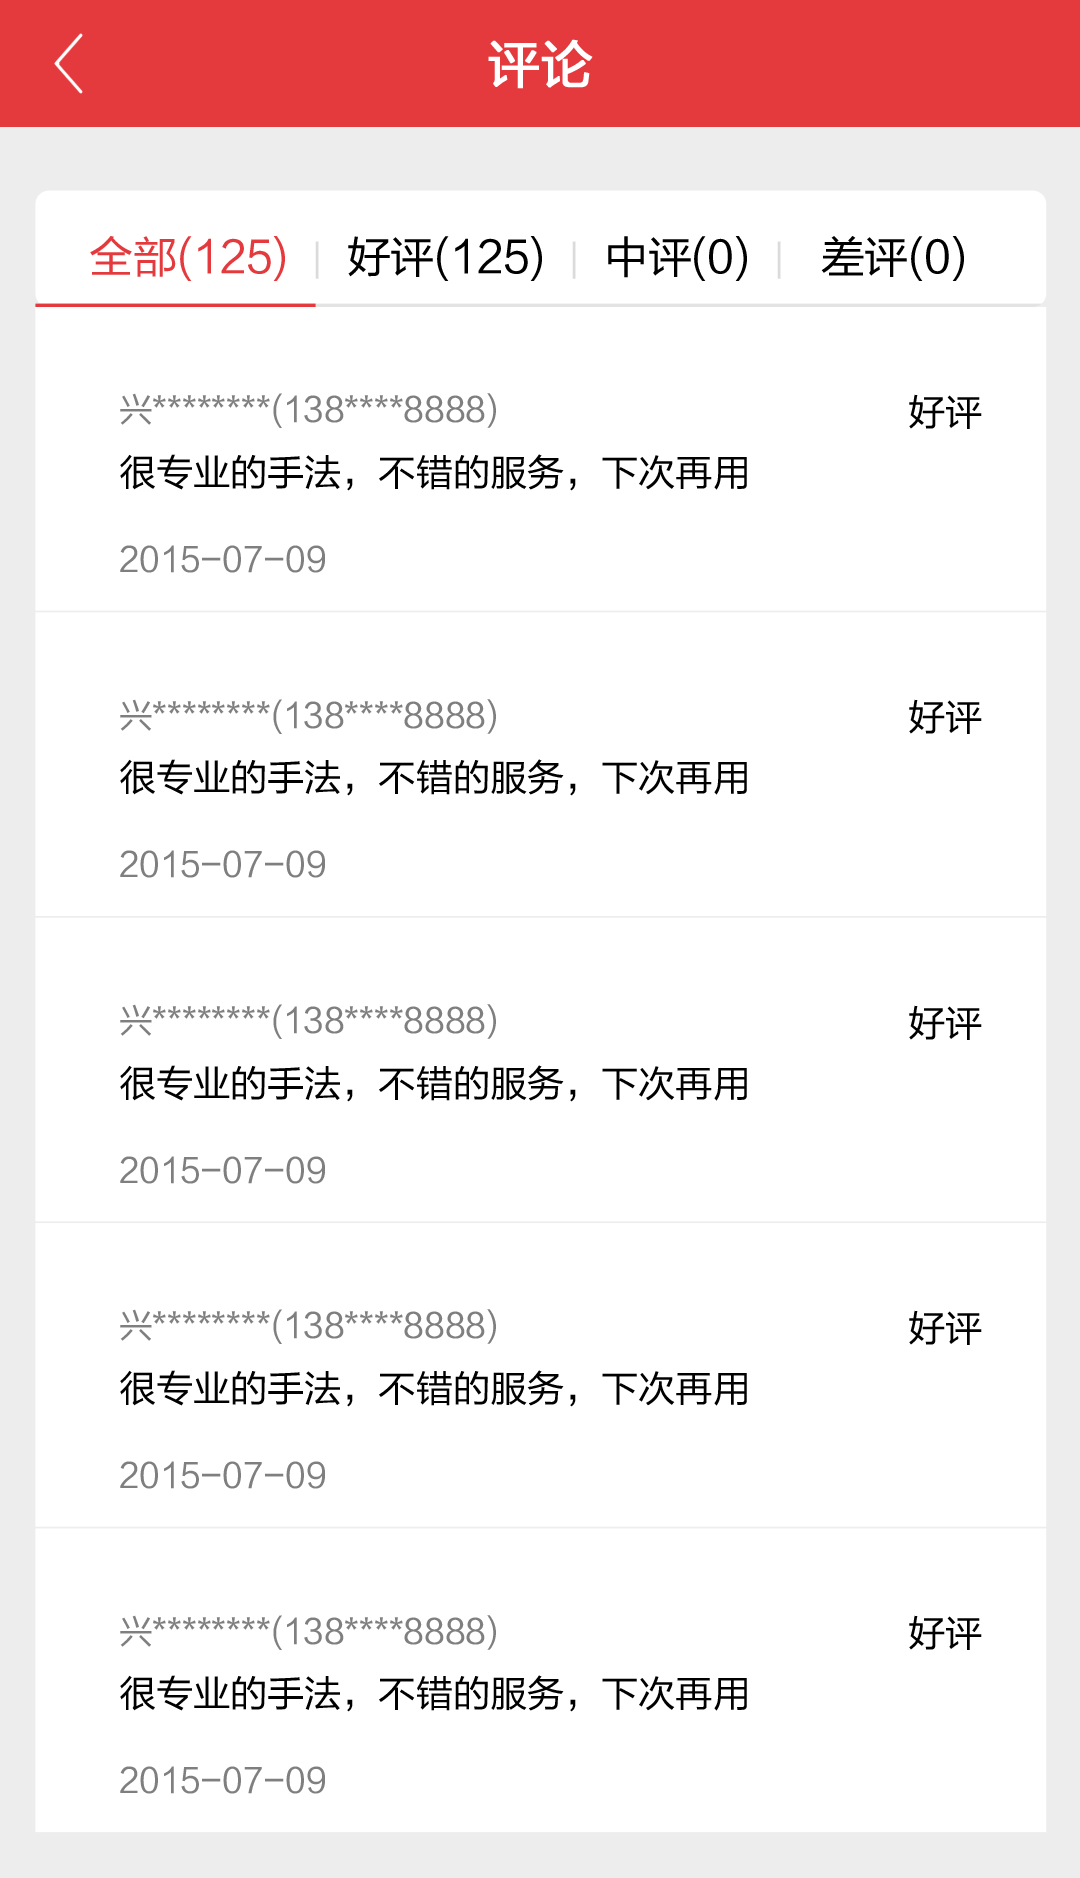 评论
全部(125) 好评(125) 中评(0) 差评(0)
兴********(138****8888) 好评
很专业的手法，不错的服务，下次再用
2015-07-09
兴********(138****8888) 好评
很专业的手法，不错的服务，下次再用
2015-07-09
兴********(138****8888) 好评
很专业的手法，不错的服务，下次再用
2015-07-09
兴********(138****8888) 好评
很专业的手法，不错的服务，下次再用
2015-07-09
兴********(138****8888) 好评
很专业的手法，不错的服务，下次再用
2015-07-09